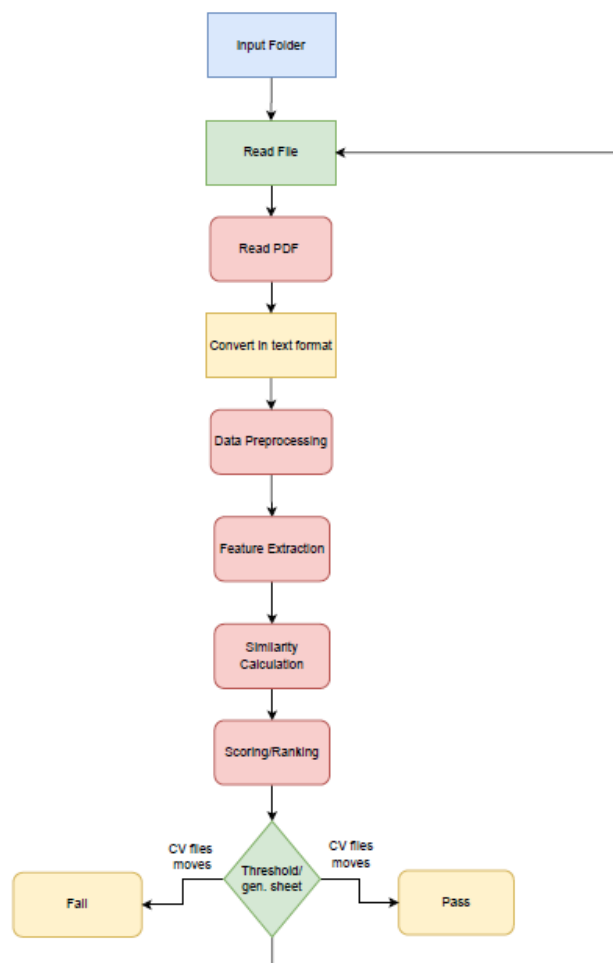 Input Folder
Read File
Read PDF
Convert in text format
Data Preprocessing
Feature Extraction
Similarity
Calculation
Scoring/Ranking
CV files
moves
CV files
moves
Threshold/
gen. sheet
Fail
Pass